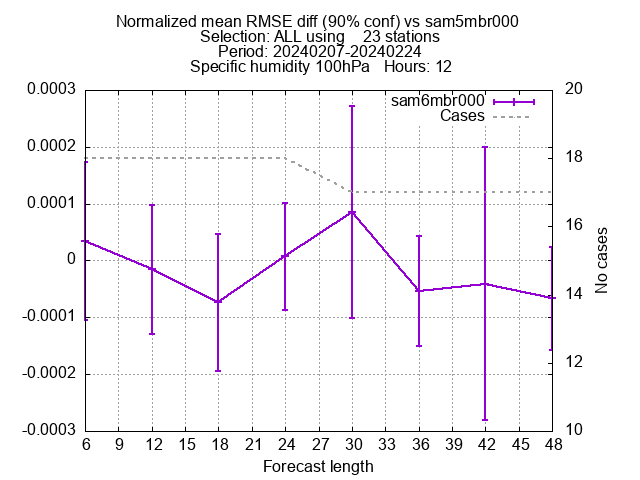 Normalized mean RMSE diff (90% conf) vs sam5mbr000
Selection: ALL using    23 stations
Period: 20240207-20240224
Specific humidity 100hPa   Hours: 12
sam6mbr000
Cases
0.0003
0.0002
0.0001
0
-0.0001
-0.0002
-0.0003
20
18
16
14
12
10
No cases
6 9 12 15 18 21 24 27 30 33 36 39 42 45 48
Forecast length